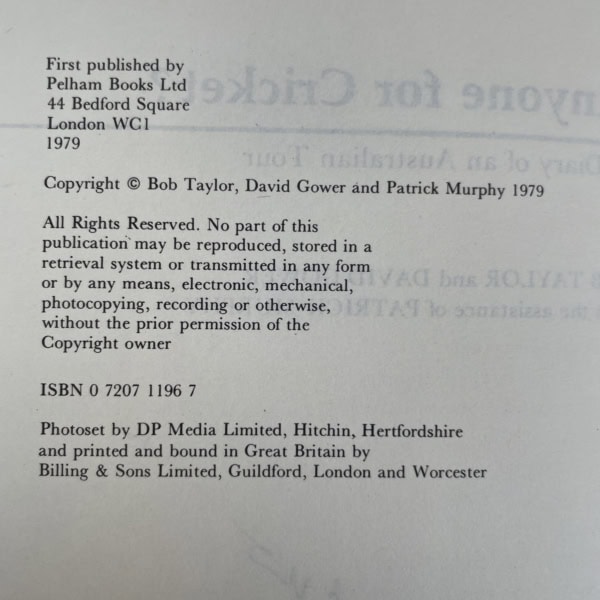 First published by
Pelham Books Ltd
44 Bedford Square
London WC1
1979
Copyright © Bob Taylor, David Gower and Patrick Murphy 1979
All Rights Reserved. No part of this
publication may be reproduced, stored in a
retrieval system or transmitted in any form
or by any means, electronic, mechanical,
photocopying, recording or otherwise,
without the prior permission of the
Copyright owner
ISBN 0 7207 1196 7
Photoset by DP Media Limited, Hitchin, Hertfordshire
and printed and bound in Great Britain by
Billing & Sons Limited, Guildford, London and Worcester